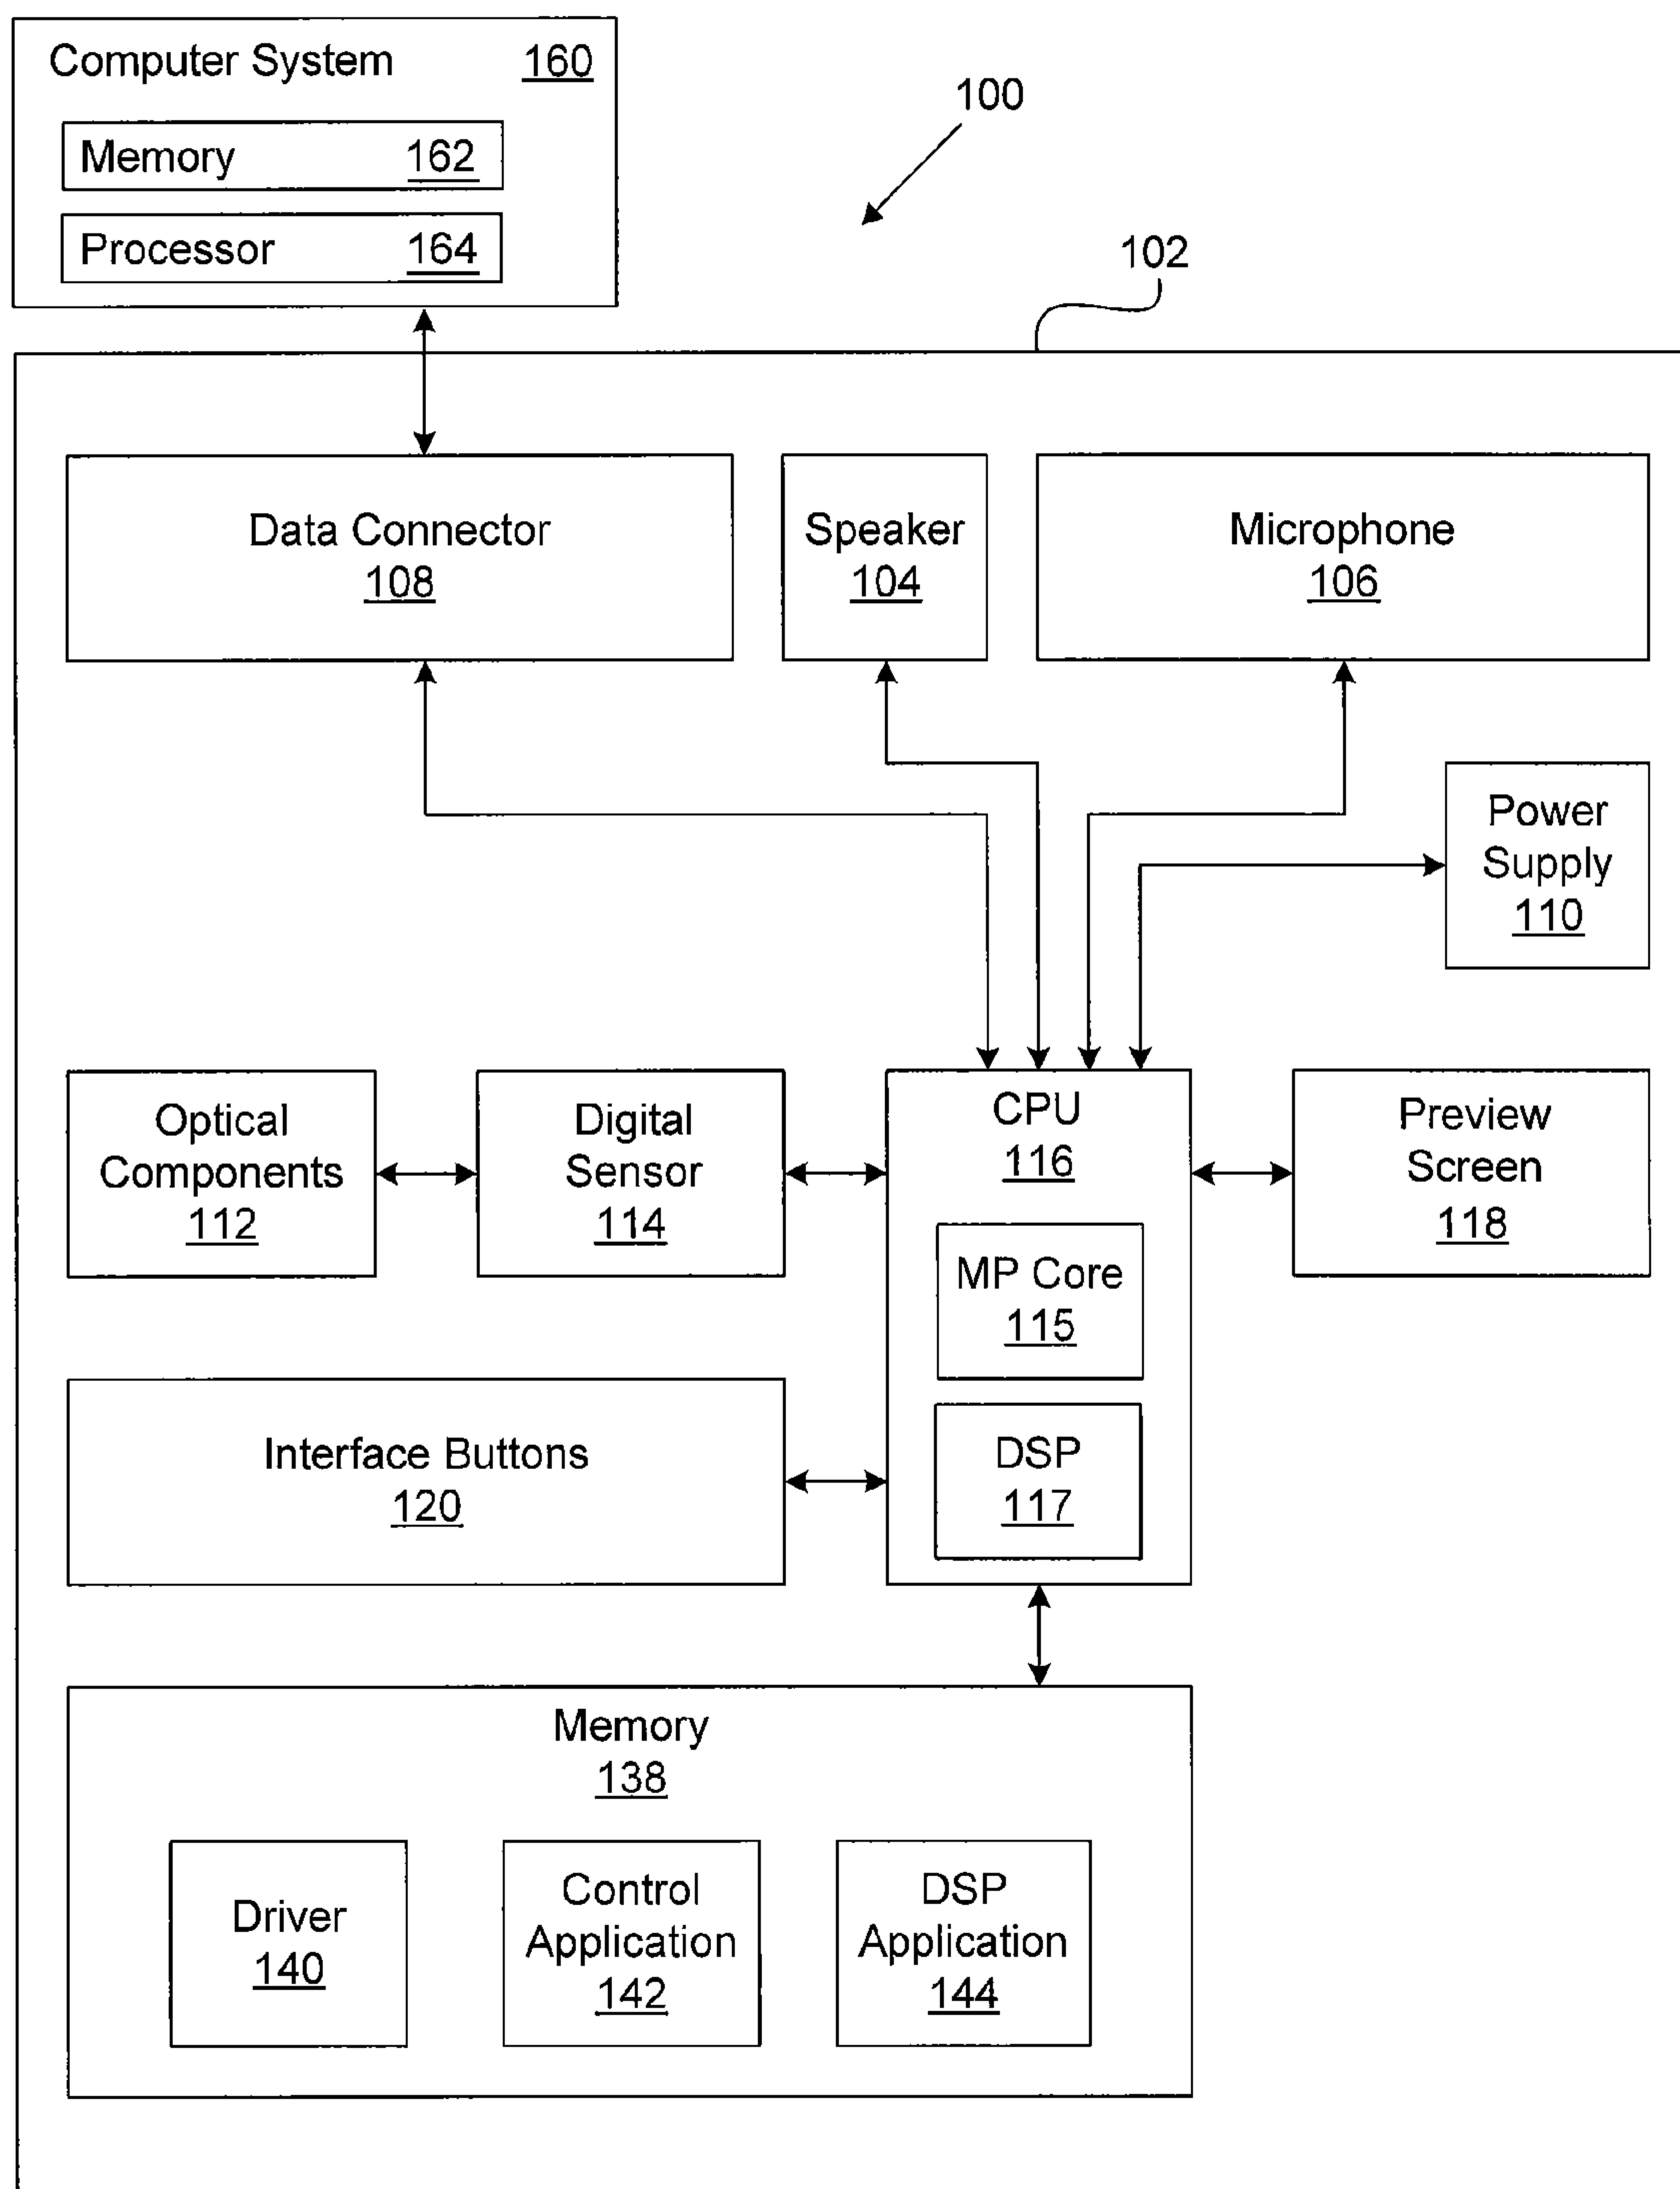 Computer System 160
Memory 162
Processor 164
100
102
Data Connector
108
Speaker
104
Microphone
106
Power
Supply
110
Optical
Components
112
Digital
Sensor
114
CPU
116
MP Core
115
DSP
117
Preview
Screen
118
Interface Buttons
120
Memory
138
Driver
140
Control
Application
142
DSP
Application
144